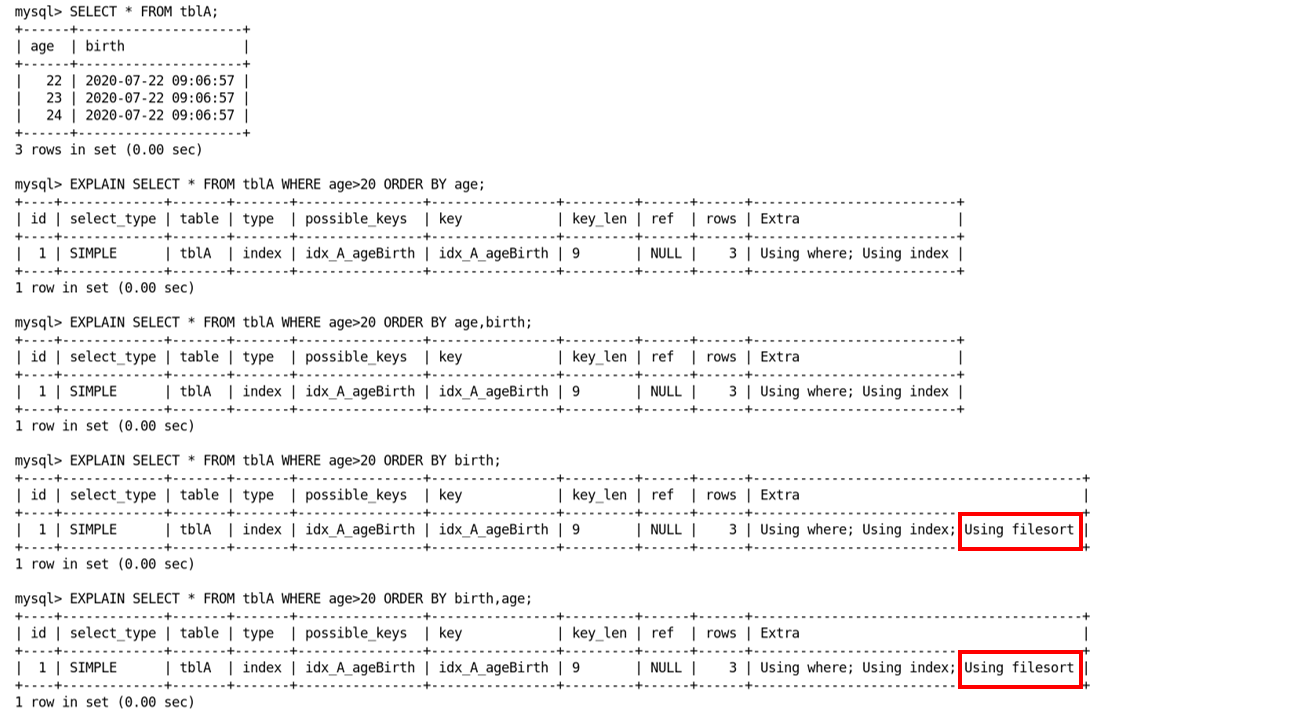 mysql> SELECT * FROM tblA;
+------+---------------------+
| age  | birth               |
+------+---------------------+
|   22 | 2020-07-22 09:06:57 |
|   23 | 2020-07-22 09:06:57 |
|   24 | 2020-07-22 09:06:57 |
+------+---------------------+
3 rows in set (0.00 sec)

mysql> EXPLAIN SELECT * FROM tblA WHERE age>20 ORDER BY age;
+----+-------------+-------+-------+----------------+----------------+---------+------+------+--------------------------+
| id | select_type | table | type  | possible_keys  | key            | key_len | ref  | rows | Extra                    |
+----+-------------+-------+-------+----------------+----------------+---------+------+------+--------------------------+
|  1 | SIMPLE      | tblA  | index | idx_A_ageBirth | idx_A_ageBirth | 9       | NULL |    3 | Using where; Using index |
+----+-------------+-------+-------+----------------+----------------+---------+------+------+--------------------------+
1 row in set (0.00 sec)

mysql> EXPLAIN SELECT * FROM tblA WHERE age>20 ORDER BY age,birth;
+----+-------------+-------+-------+----------------+----------------+---------+------+------+--------------------------+
| id | select_type | table | type  | possible_keys  | key            | key_len | ref  | rows | Extra                    |
+----+-------------+-------+-------+----------------+----------------+---------+------+------+--------------------------+
|  1 | SIMPLE      | tblA  | index | idx_A_ageBirth | idx_A_ageBirth | 9       | NULL |    3 | Using where; Using index |
+----+-------------+-------+-------+----------------+----------------+---------+------+------+--------------------------+
1 row in set (0.00 sec)

mysql> EXPLAIN SELECT * FROM tblA WHERE age>20 ORDER BY birth;
+----+-------------+-------+-------+----------------+----------------+---------+------+------+------------------------------------------+
| id | select_type | table | type  | possible_keys  | key            | key_len | ref  | rows | Extra                                    |
+----+-------------+-------+-------+----------------+----------------+---------+------+------+------------------------------------------+
|  1 | SIMPLE      | tblA  | index | idx_A_ageBirth | idx_A_ageBirth | 9       | NULL |    3 | Using where; Using index; Using filesort |
+----+-------------+-------+-------+----------------+----------------+---------+------+------+------------------------------------------+
1 row in set (0.00 sec)

mysql> EXPLAIN SELECT * FROM tblA WHERE age>20 ORDER BY birth,age;
+----+-------------+-------+-------+----------------+----------------+---------+------+------+------------------------------------------+
| id | select_type | table | type  | possible_keys  | key            | key_len | ref  | rows | Extra                                    |
+----+-------------+-------+-------+----------------+----------------+---------+------+------+------------------------------------------+
|  1 | SIMPLE      | tblA  | index | idx_A_ageBirth | idx_A_ageBirth | 9       | NULL |    3 | Using where; Using index; Using filesort |
+----+-------------+-------+-------+----------------+----------------+---------+------+------+------------------------------------------+
1 row in set (0.00 sec)